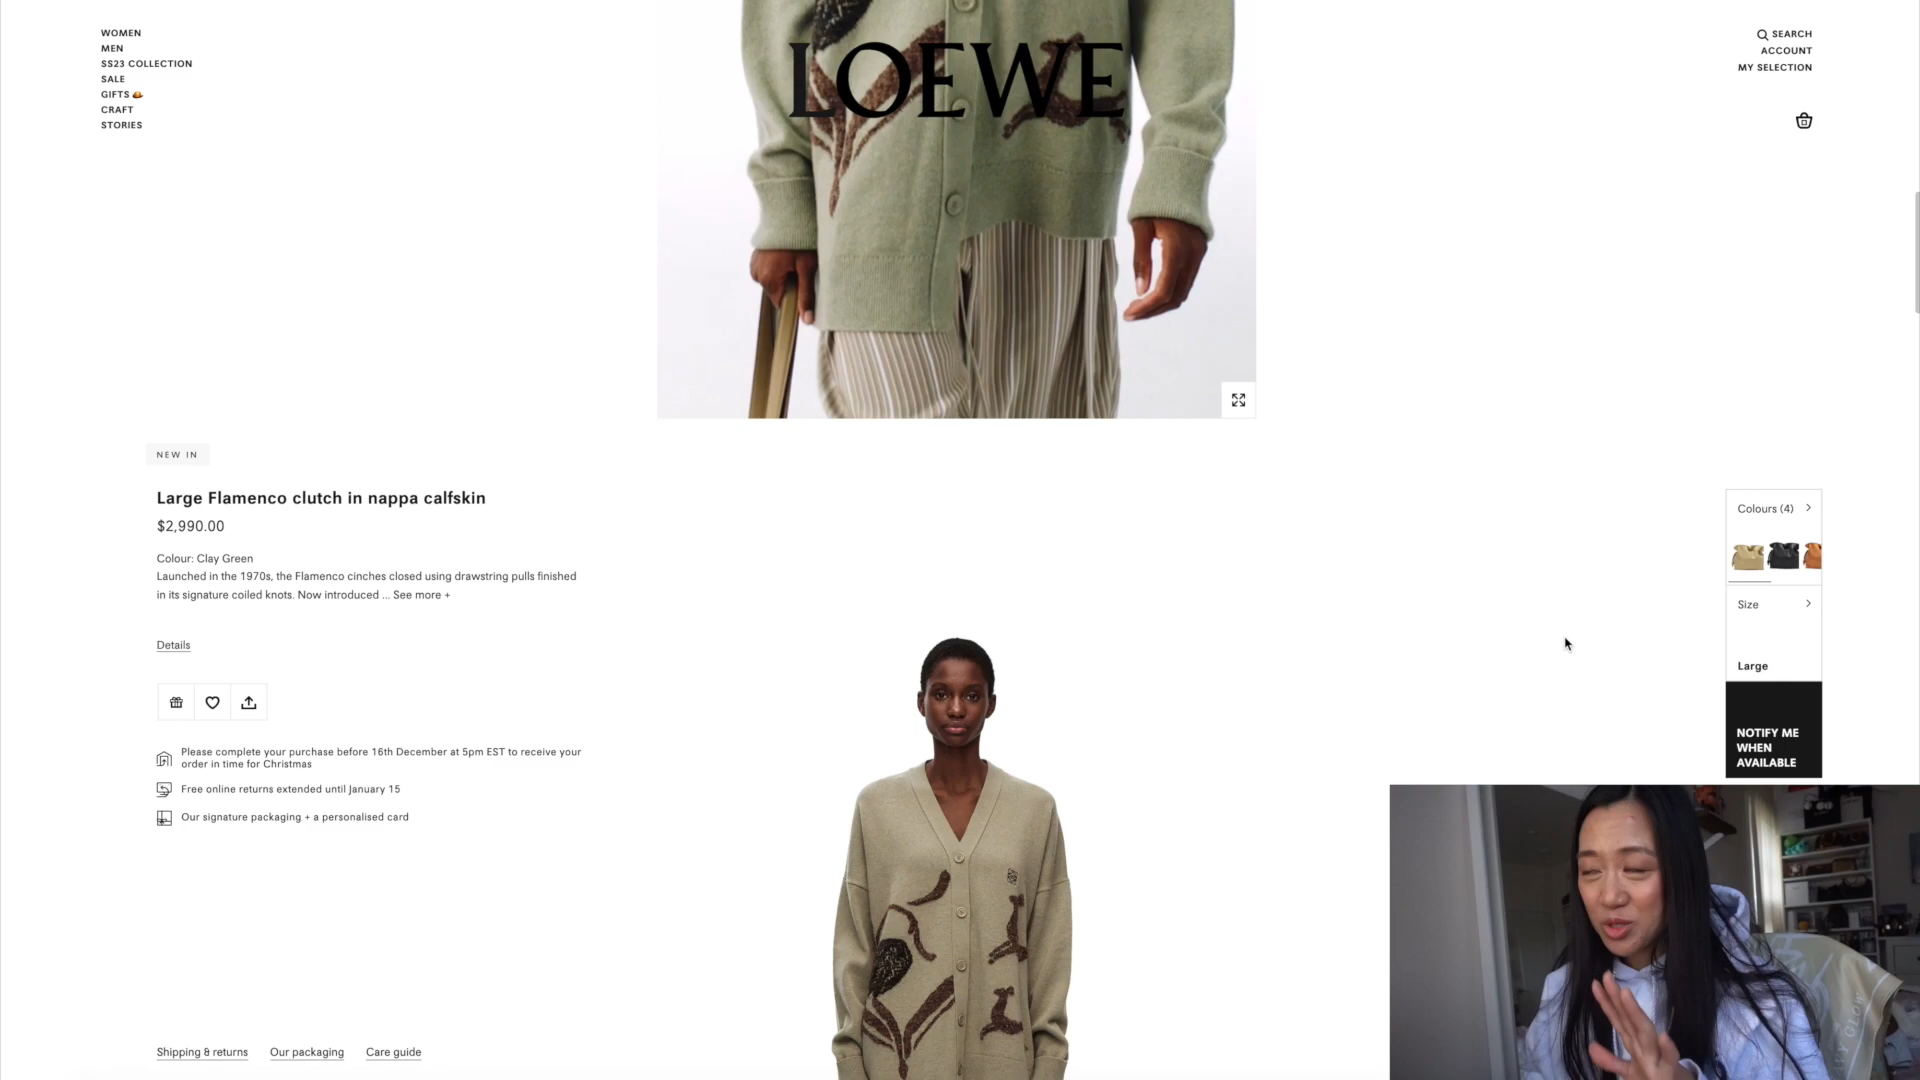 WOMEN
MEN
SS23 COLLECTION
SALE
GIFTS
CRAFT
STORIES
LOEWE
SEARCH
ACCOUNT
MY SELECTION
NEW IN
Large Flamenco clutch in nappa calfskin
$2,990.00
Colour: Clay Green
Launched in the 1970s, the Flamenco cinches closed using drawstring pulls finished
in its signature coiled knots. Now introduced ... See more +
Details
Please complete your purchase before 16th December at 5pm EST to receive your
order in time for Christmas
Free online returns extended until January 15
Our signature packaging + a personalised card
Shipping & returns Our packaging Care guide
Colours (4)
Size
Large
NOTIFY ME
WHEN
AVAILABLE